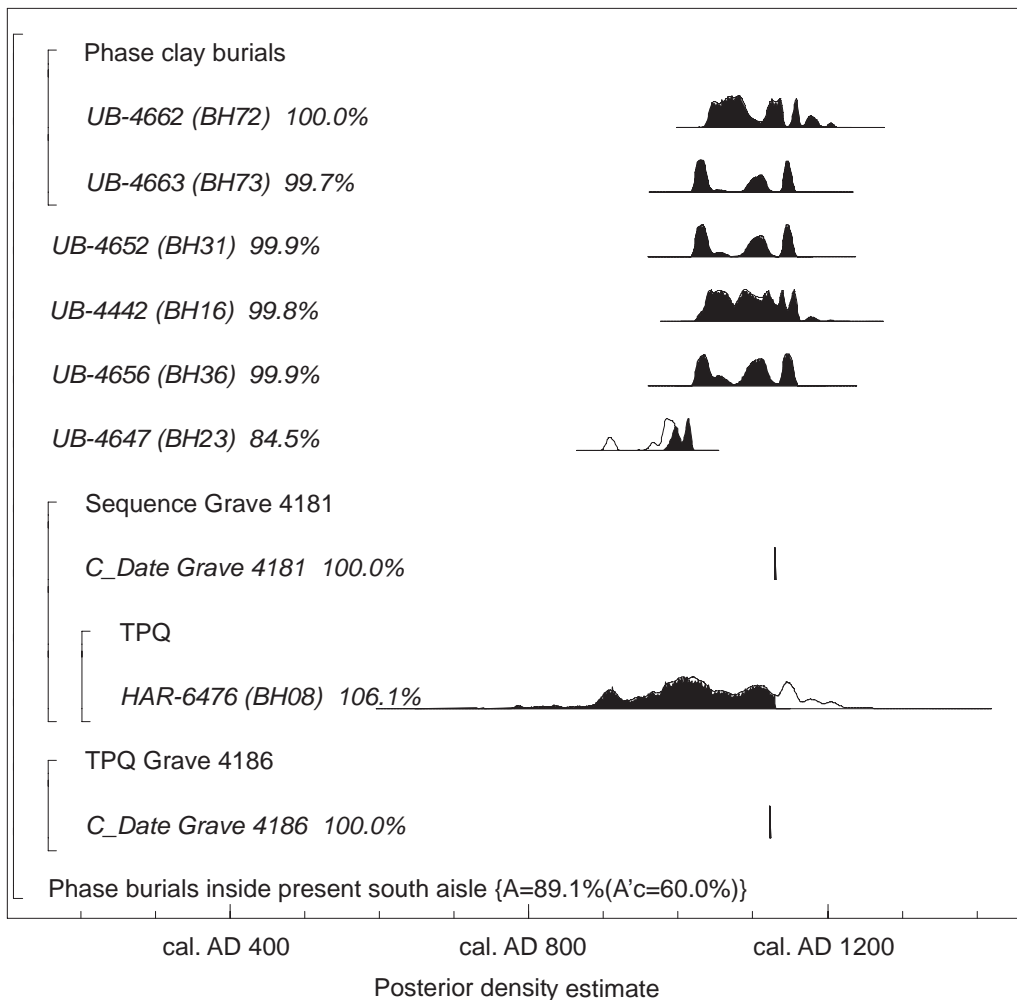 Phase clay burials
UB-4662 (BH72) 100.0%
UB-4663 (BH73) 99.7%
UB-4652 (BH31) 99.9%
UB-4442 (BH16) 99.8%
UB-4656 (BH36) 99.9%
UB-4647 (BH23) 84.5%
Sequence Grave 4181
C_Date Grave 4181 100.0%
TPQ
HAR-6476 (BH08) 106.1%
TPQ Grave 4186
C_Date Grave 4186 100.0%
Phase burials inside present south aisle {A=89.1%(A'c=60.0%)}
cal. AD 400 cal. AD 800 cal. AD 1200
Posterior density estimate